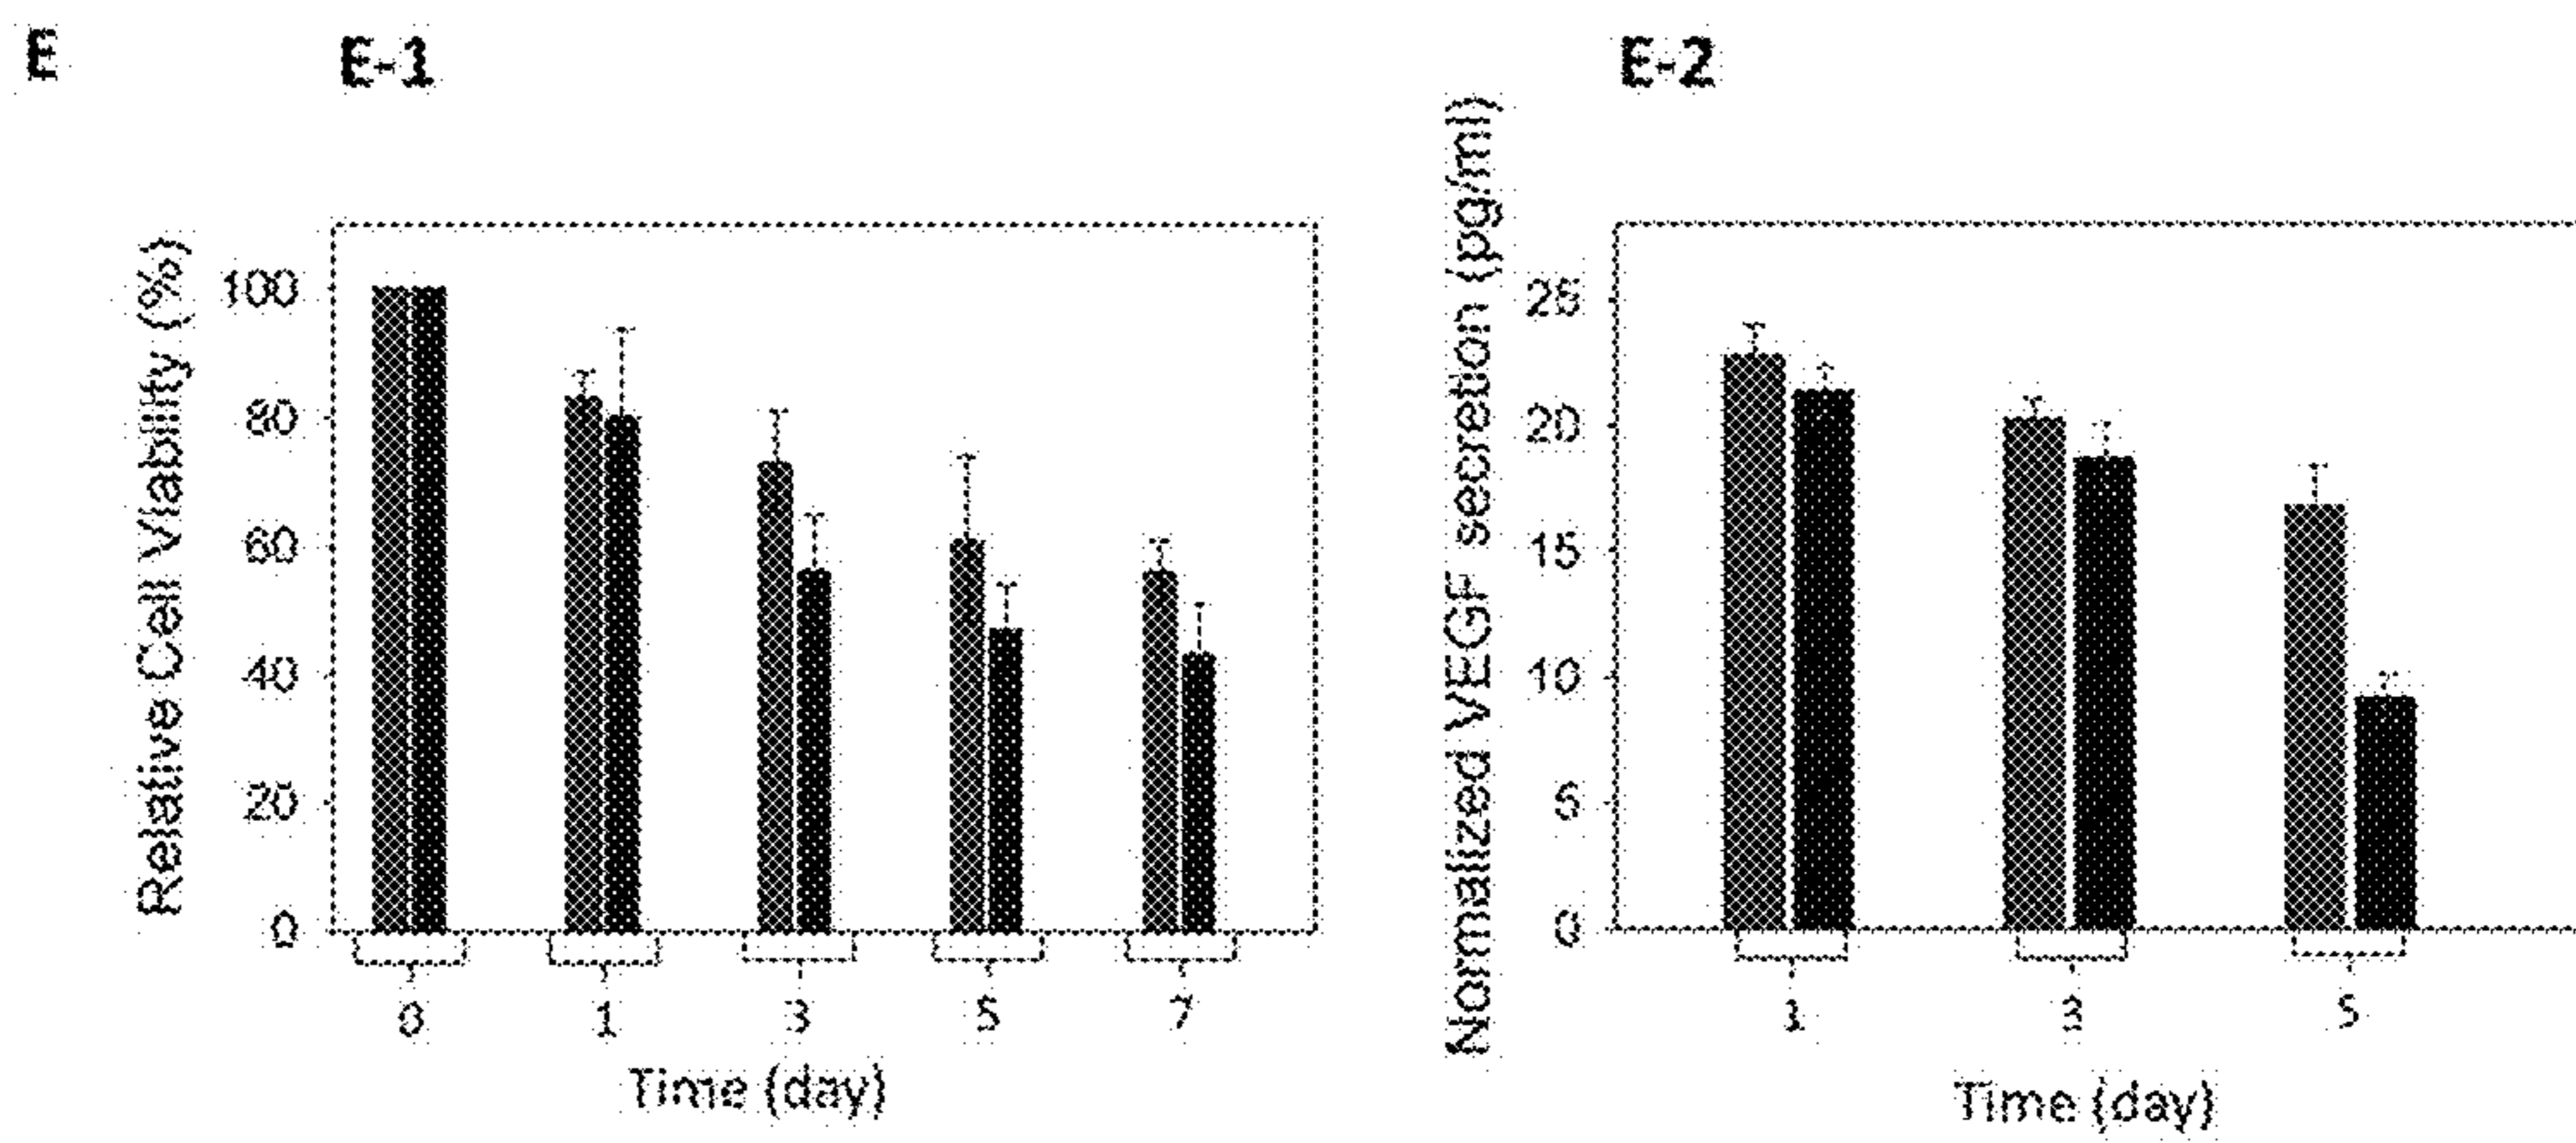 E
E-1
Relative Cell Viability (%)
100
80
60
40
20
0
0 1 3 5 7
Time (day)
E-2
Normalized VEGF secretion (pg/ml)
25
20
15
10
5
0
1 3 5
Time (day)